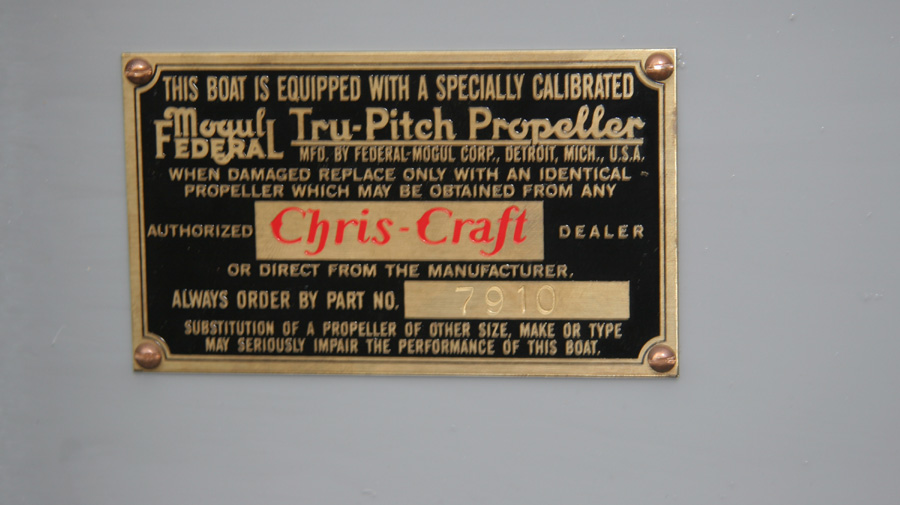 THIS BOAT IS EQUIPPED WITH A SPECIALLY CALIBRATED
Mogul FEDERAL Tru-Pitch Propeller
MFD. BY FEDERAL-MOGUL CORP., DETROIT, MICH., U.S.A.
WHEN DAMAGED REPLACE ONLY WITH AN IDENTICAL
PROPELLER WHICH MAY BE OBTAINED FROM ANY
AUTHORIZED Chris-Craft DEALER
OR DIRECT FROM THE MANUFACTURER.
ALWAYS ORDER BY PART NO. 7910
SUBSTITUTION OF A PROPELLER OF OTHER SIZE, MAKE OR TYPE
MAY SERIOUSLY IMPAIR THE PERFORMANCE OF THIS BOAT.